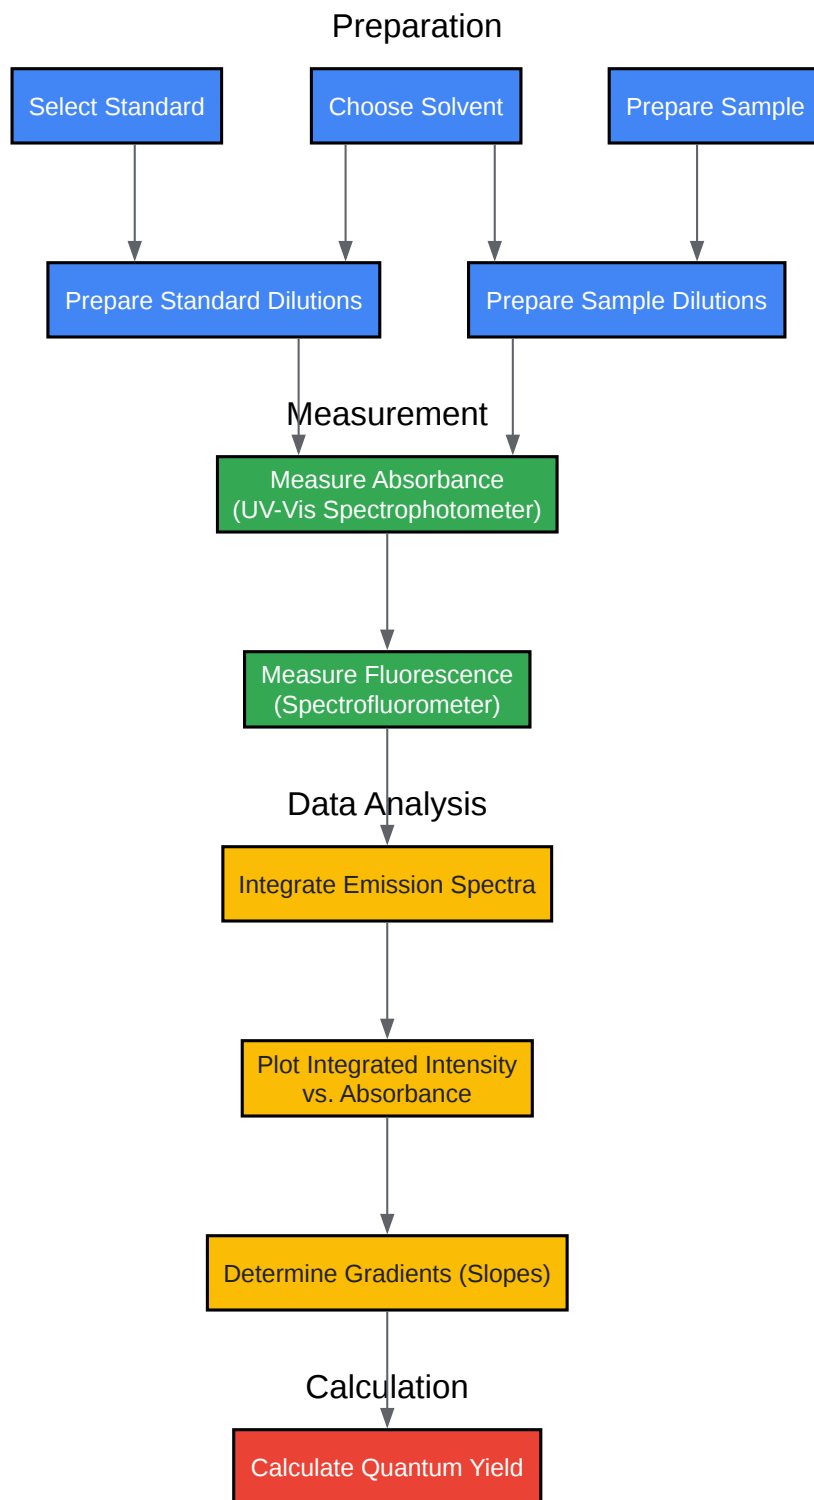 Preparation
Select Standard
Choose Solvent
Prepare Sample
Prepare Standard Dilutions
Prepare Sample Dilutions
Measurement
Measure Absorbance
(UV-Vis Spectrophotometer)
Measure Fluorescence
(Spectrofluorometer)
Data Analysis
Integrate Emission Spectra
Plot Integrated Intensity
vs. Absorbance
Determine Gradients (Slopes)
Calculation
Calculate Quantum Yield